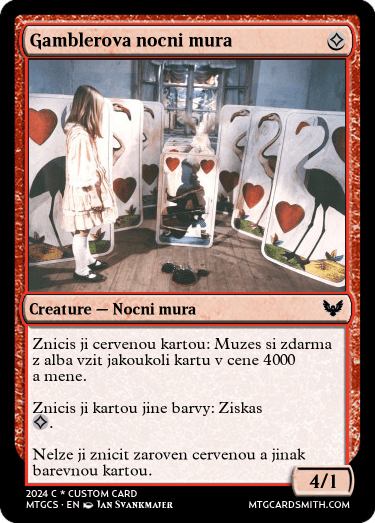 Gamblerova nocni mura
Creature — Nocni mura
Znicis ji cervenou kartou: Muzes si zdarma
z alba vzit jakoukoli kartu v cene 4000
a mene.
Znicis ji kartou jine barvy: Ziskas
.
Nelze ji znicit zaroven cervenou a jinak
barevnou kartou.
4/1
2024 C * CUSTOM CARD
MTGCS • EN JAN SVANKMAJER
MTGCARDSMITH.COM